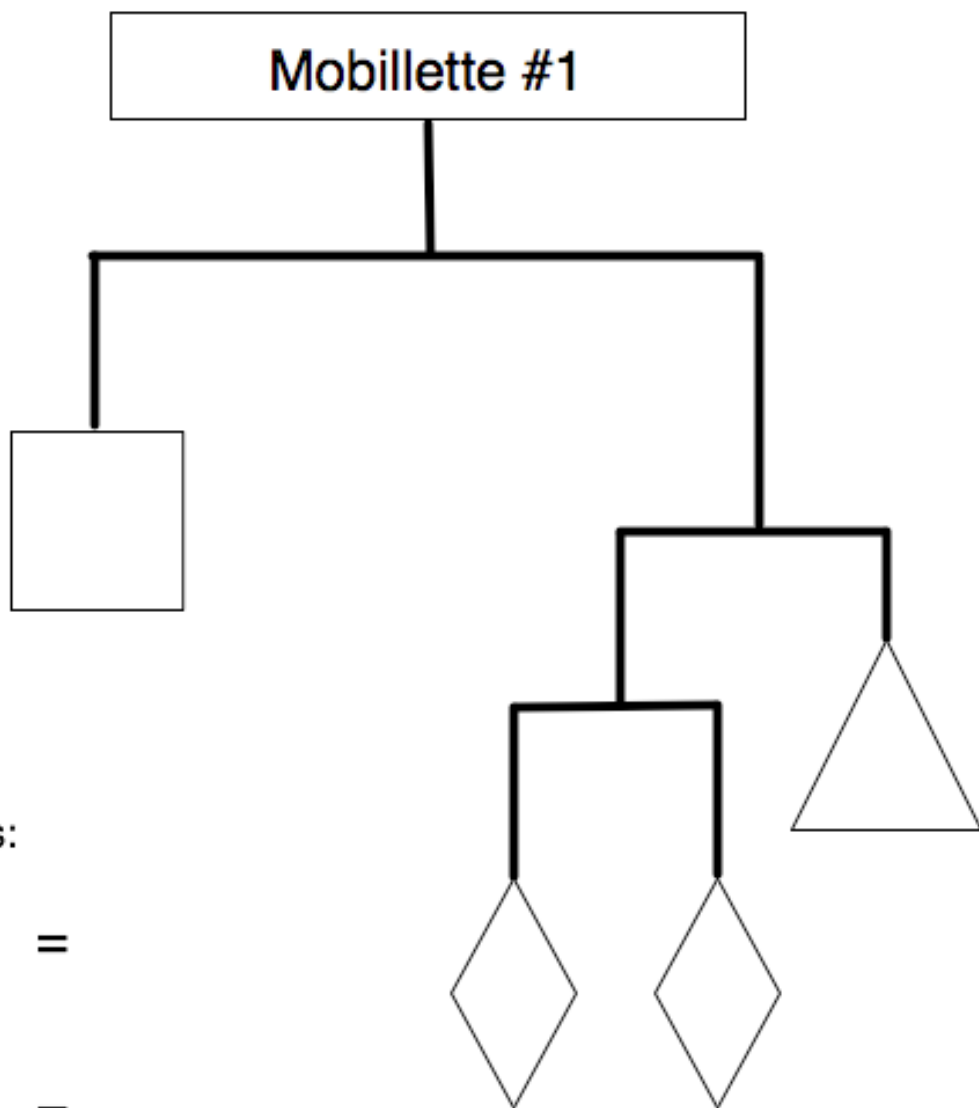 Mobillette #1
s:
=
=